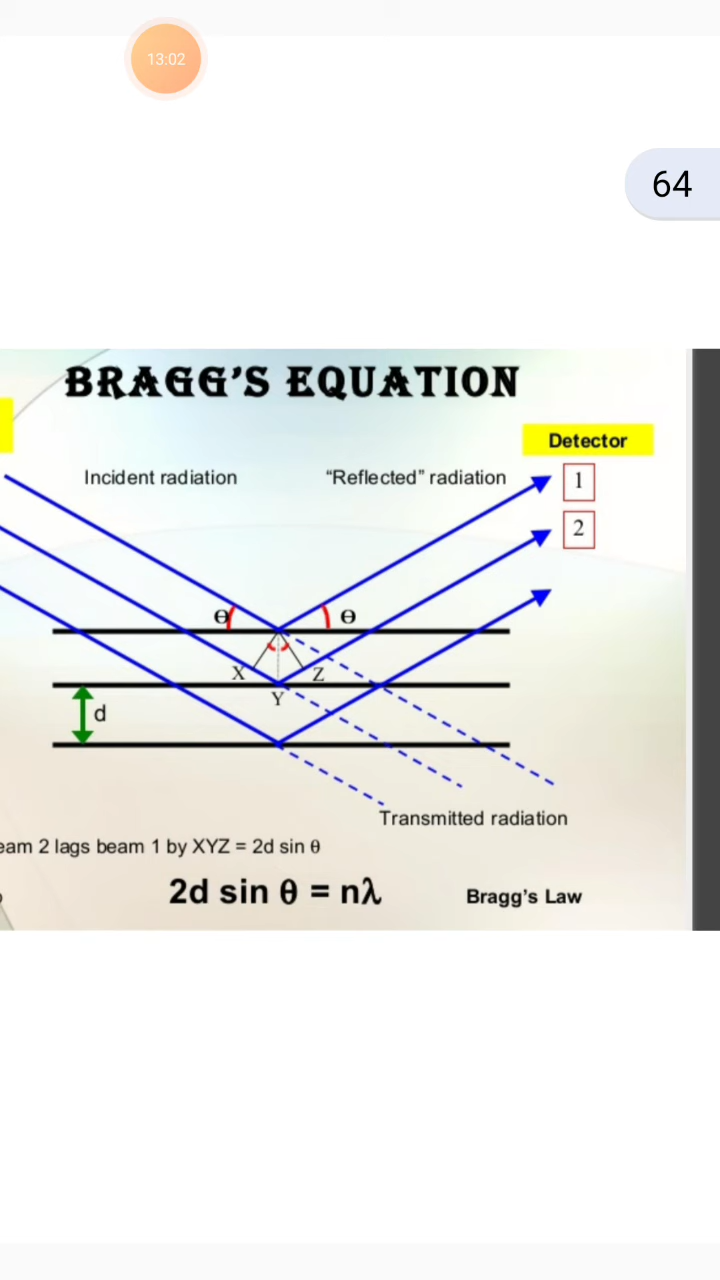 13:02
64
BRAGG'S EQUATION
Detector
Incident radiation
“Reflected” radiation
1
2
Θ
Θ
X
Z
Y
d
Transmitted radiation
eam 2 lags beam 1 by XYZ = 2d sin θ
2d sin θ = nλ
Bragg's Law